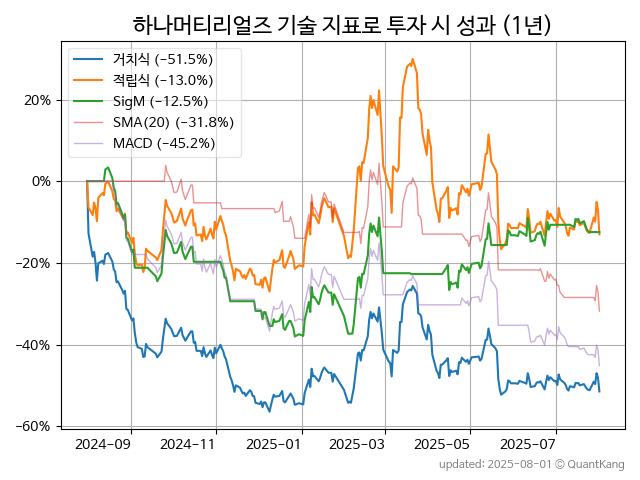 하나머티리얼즈 기술 지표로 투자 시 성과 (1년)
거치식 (−51.5%)
적립식 (−13.0%)
SigM (−12.5%)
SMA(20) (−31.8%)
MACD (−45.2%)
20%
0%
−20%
−40%
−60%
2024-09 2024-11 2025-01 2025-03 2025-05 2025-07
updated: 2025-08-01 © QuantKang